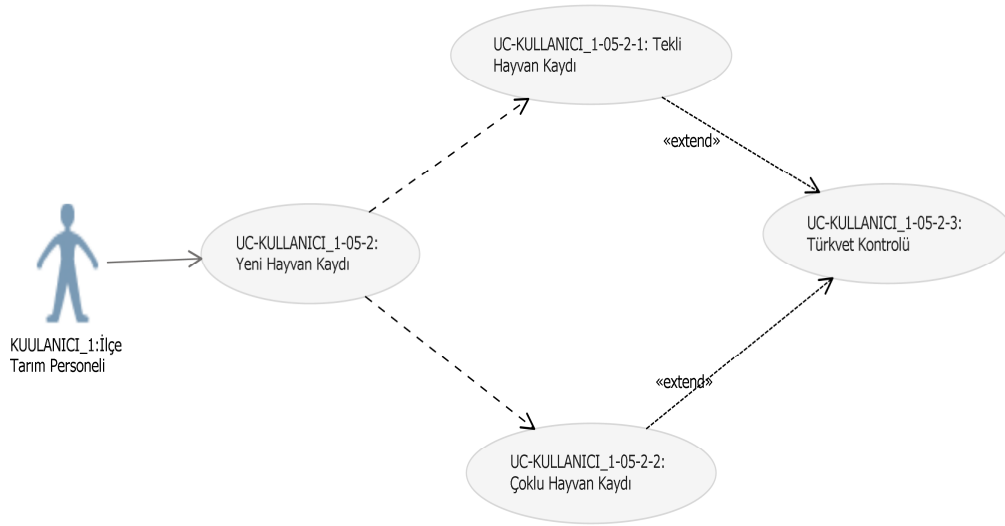 UC-KULLANICI_1-05-2-1: Tekli
Hayvan Kaydı
«extend»
UC-KULLANICI_1-05-2-3:
Türkvet Kontrolü
UC-KULLANICI_1-05-2:
Yeni Hayvan Kaydı
KUULANICI_1:İlçe
Tarım Personeli
«extend»
UC-KULLANICI_1-05-2-2:
Çoklu Hayvan Kaydı